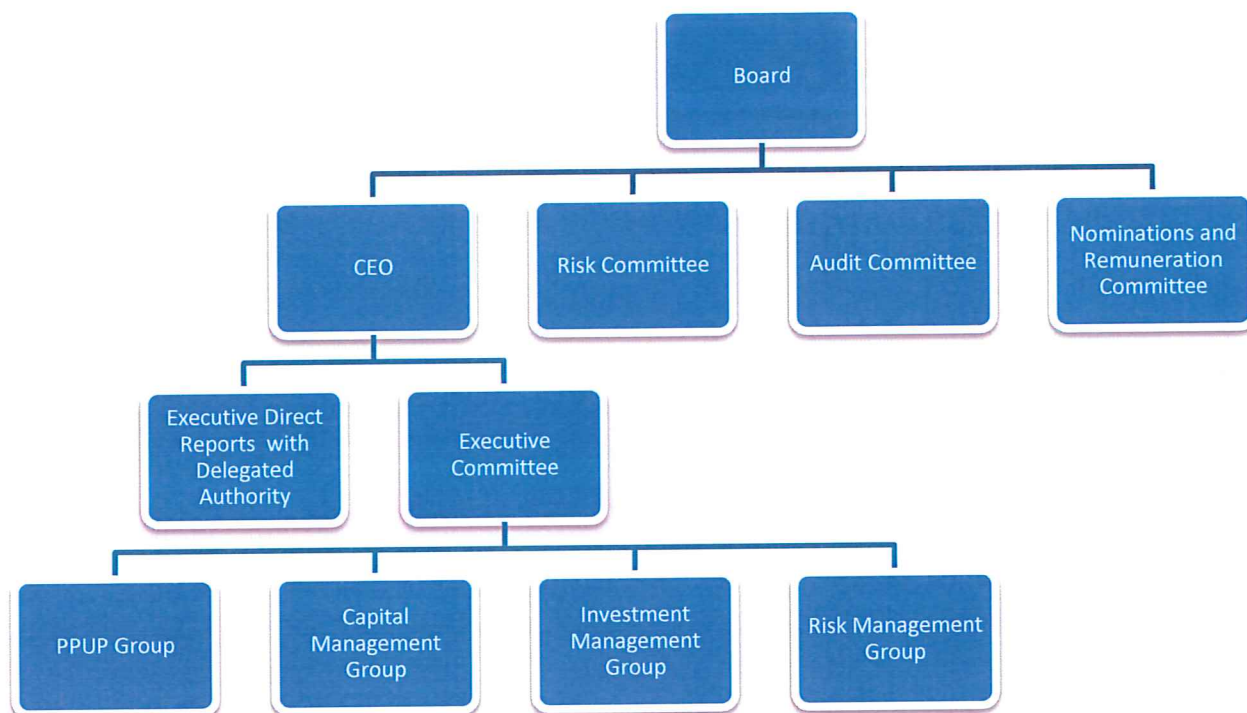 Board
CEO
Risk Committee
Audit Committee
Nominations and
Remuneration
Committee
Executive Direct
Reports with
Delegated
Authority
Executive
Committee
PPUP Group
Capital
Management
Group
Investment
Management
Group
Risk Management
Group